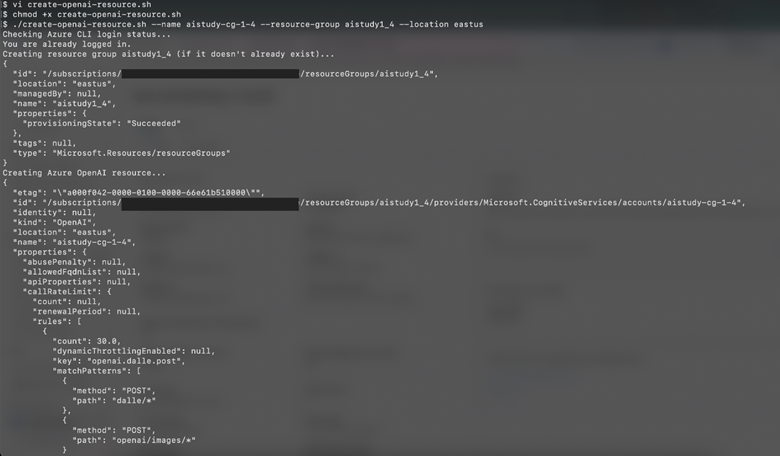 $ vi create-openai-resource.sh
$ chmod +x create-openai-resource.sh
$ ./create-openai-resource.sh --name aistudy-cg-1-4 --resource-group aistudy1_4 --location eastus
Checking Azure CLI login status...
You are already logged in.
Creating resource group aistudy1_4 (if it doesn't already exist)...
{
  "id": "/subscriptions/ /resourceGroups/aistudy1_4",
  "location": "eastus",
  "managedBy": null,
  "name": "aistudy1_4",
  "properties": {
    "provisioningState": "Succeeded"
  },
  "tags": null,
  "type": "Microsoft.Resources/resourceGroups"
}
Creating Azure OpenAI resource...
{
  "etag": "\"a000f042-0000-0100-0000-66e61b510000\"",
  "id": "/subscriptions/ /resourceGroups/aistudy1_4/providers/Microsoft.CognitiveServices/accounts/aistudy-cg-1-4",
  "identity": null,
  "kind": "OpenAI",
  "location": "eastus",
  "name": "aistudy-cg-1-4",
  "properties": {
    "abusePenalty": null,
    "allowedFqdnList": null,
    "apiProperties": null,
    "callRateLimit": {
      "count": null,
      "renewalPeriod": null,
      "rules": [
        {
          "count": 30.0,
          "dynamicThrottlingEnabled": null,
          "key": "openai.dalle.post",
          "matchPatterns": [
            {
              "method": "POST",
              "path": "dalle/*"
            },
            {
              "method": "POST",
              "path": "openai/images/*"
            }